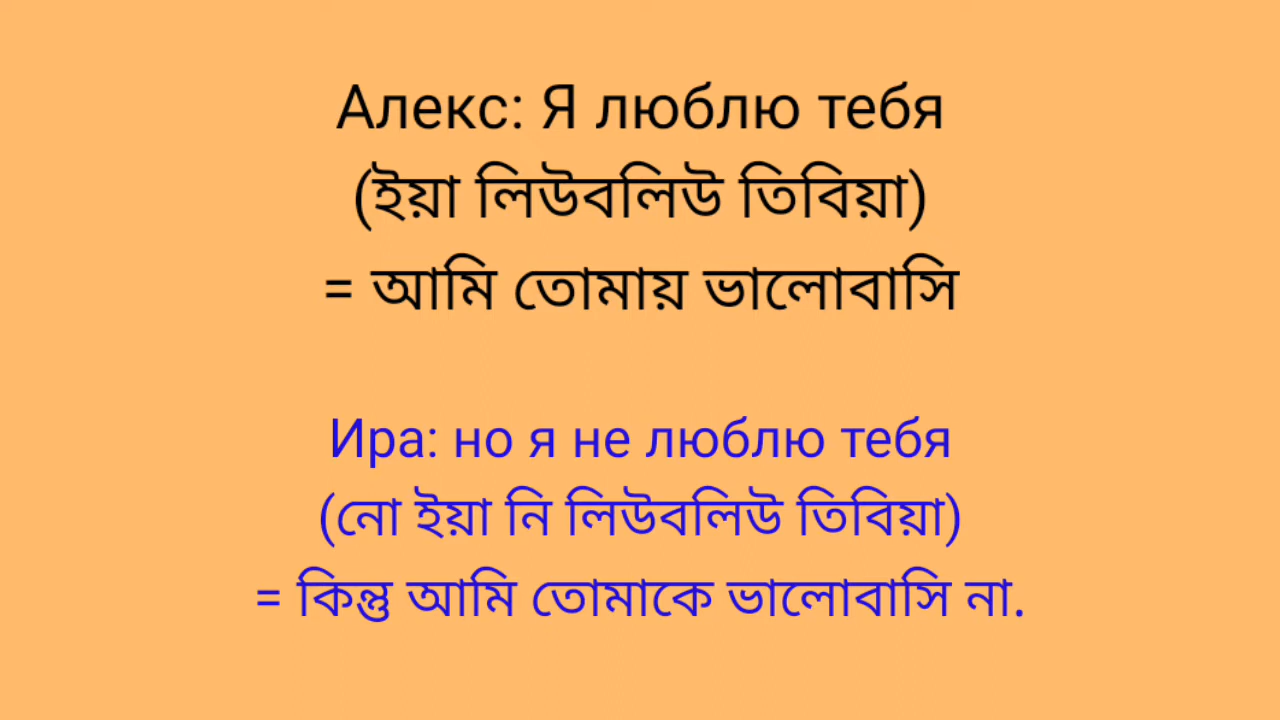 Алекс: Я люблю тебя
(ইয়া লিউবলিউ তিবিয়া)
= আমি তোমায় ভালোবাসি
Ира: но я не люблю тебя
(নো ইয়া নি লিউবলিউ তিবিয়া)
= কিন্তু আমি তোমাকে ভালোবাসি না.